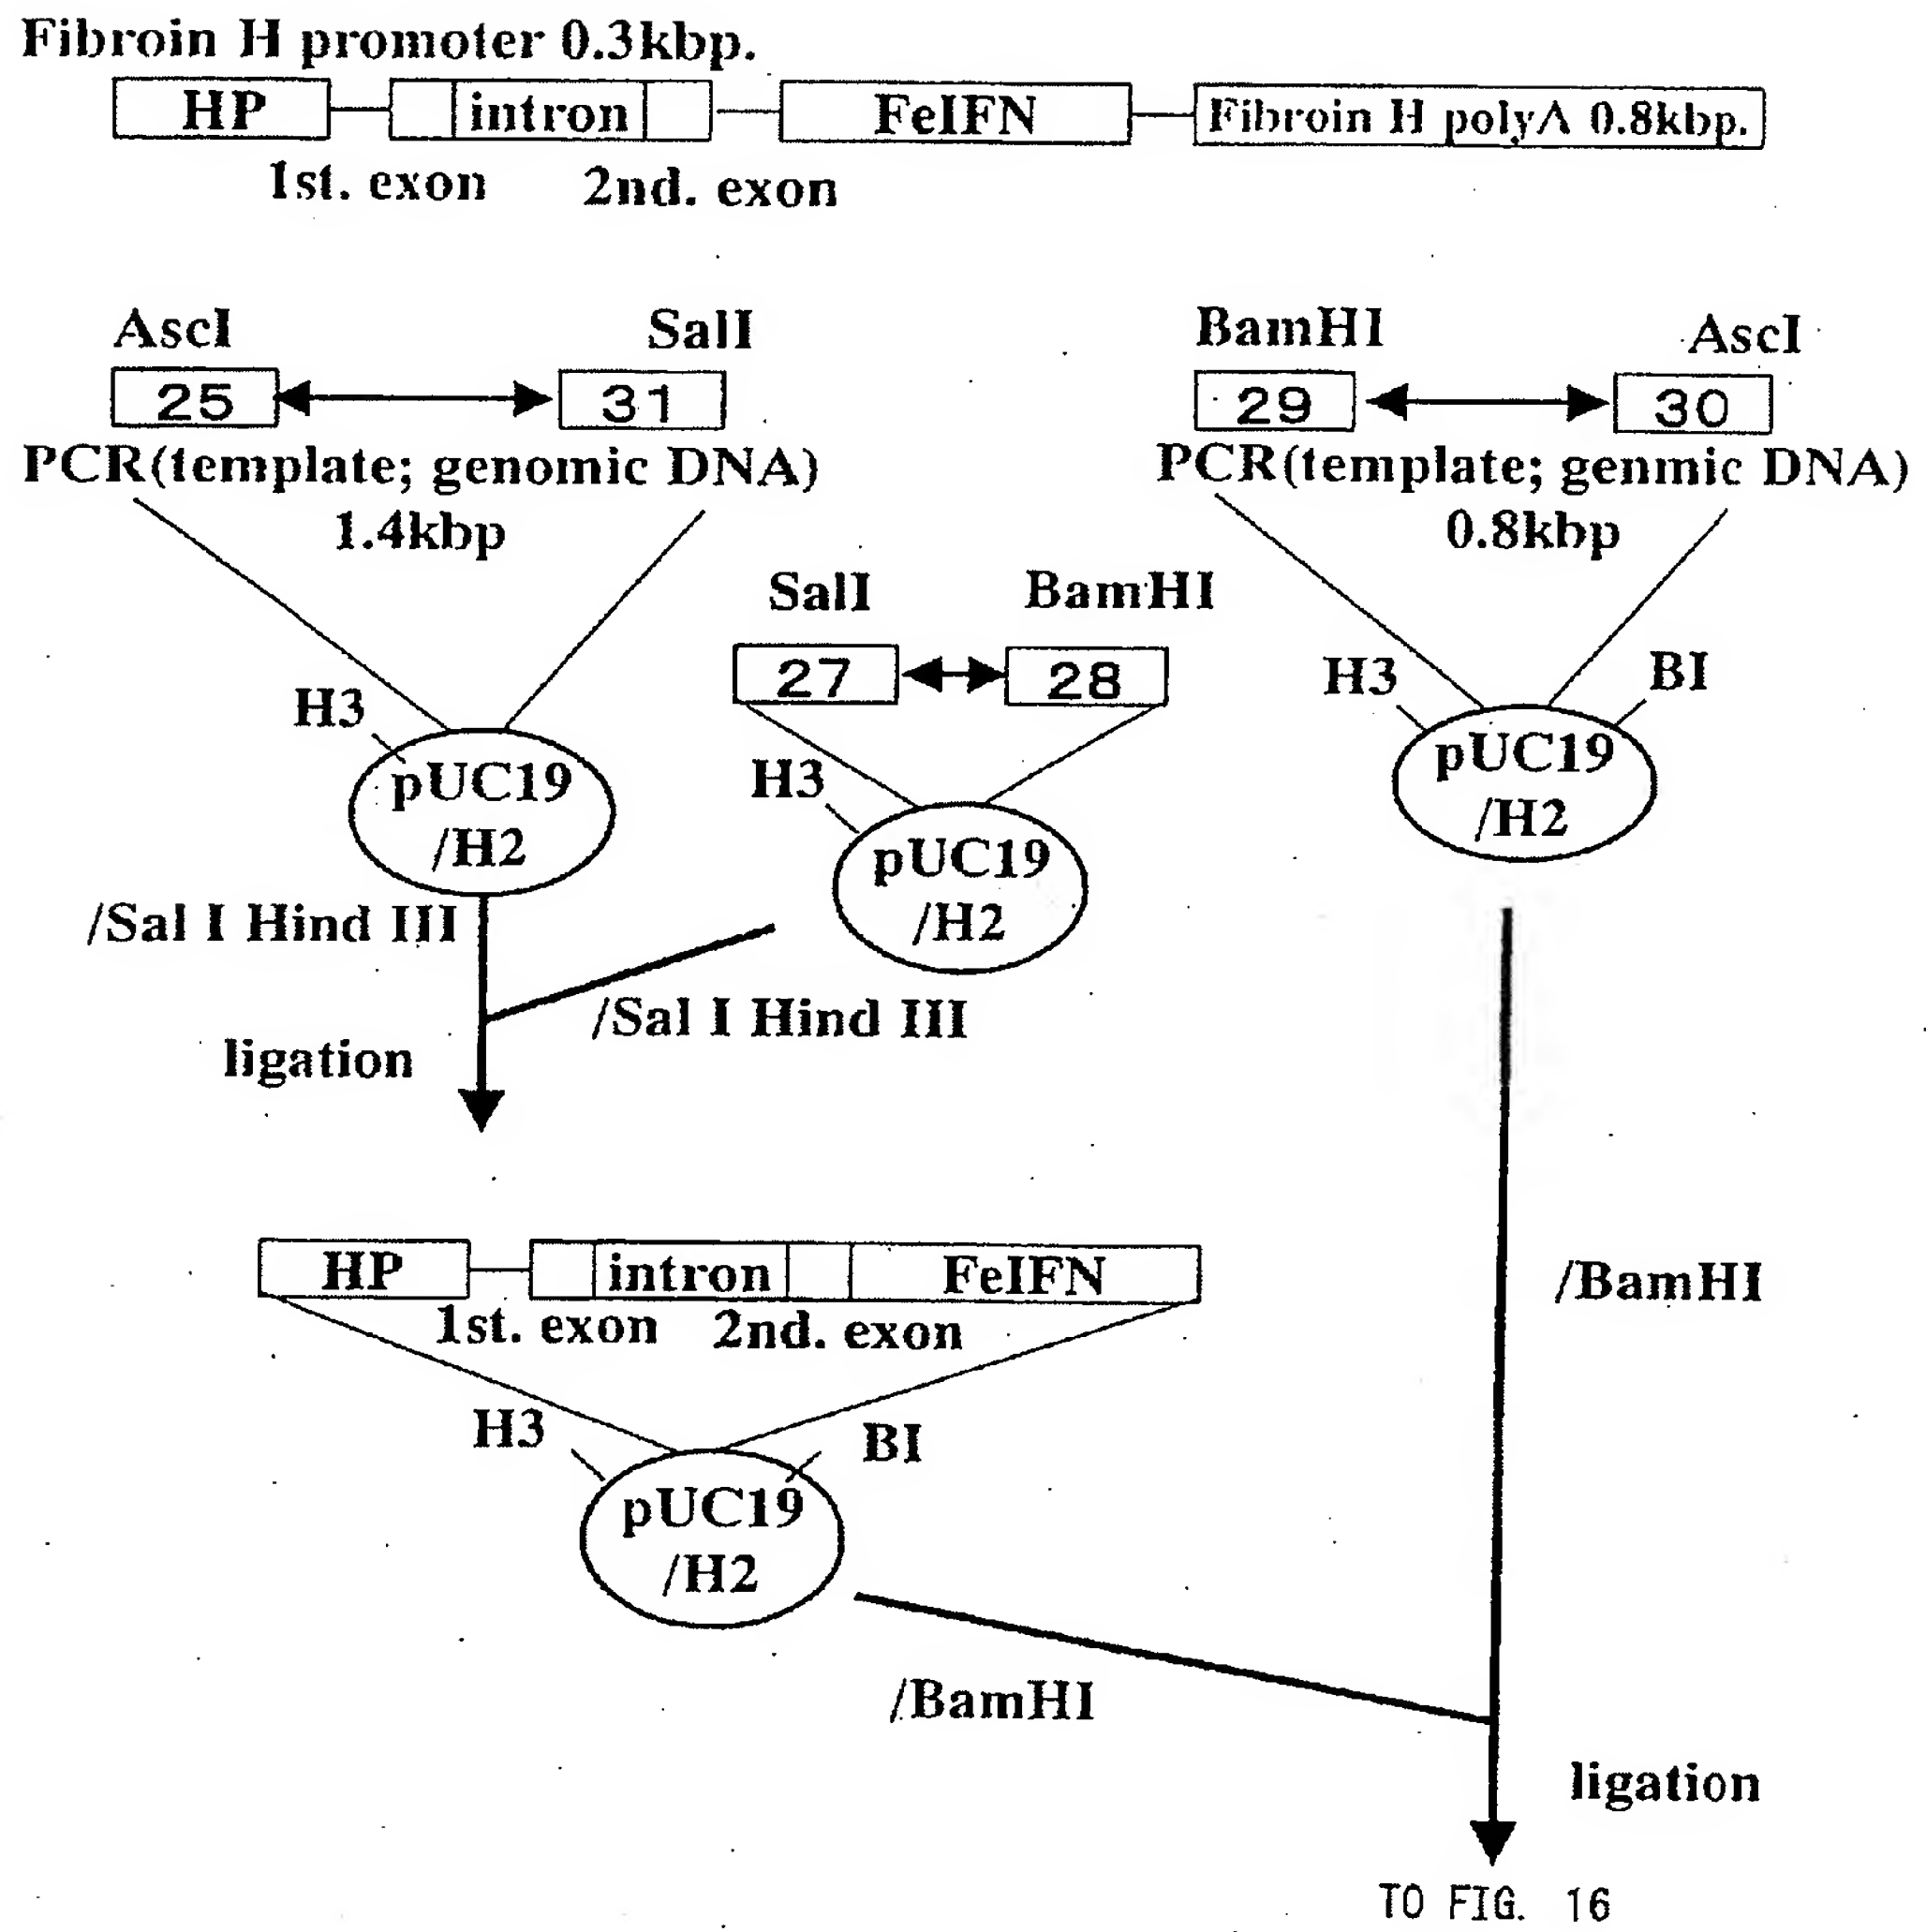 Fibroin H promoter 0.3kbp.
HP intron FeIFN Fibroin H polyA 0.8kbp.
1st. exon 2nd. exon
AscI SalI BamHI AscI
25 31 29 30
PCR(template; genomic DNA) PCR(template; genmic DNA)
1.4kbp 0.8kbp
SalI BamHI
27 28
H3 H3 BI
pUC19
/H2
H3
pUC19
/H2
pUC19
/H2
/Sal I Hind III
/Sal I Hind III
ligation
HP intron FeIFN
1st. exon 2nd. exon
/BamHI
H3 BI
pUC19
/H2
/BamHI
ligation
TO FIG. 16